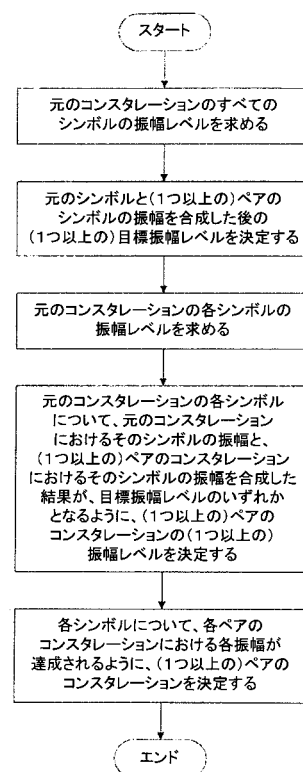 スタート
元のコンスタレーションのすべての
シンボルの振幅レベルを求める
元のシンボルと(1つ以上の)ペアの
シンボルの振幅を合成した後の
(1つ以上の)目標振幅レベルを決定する
元のコンスタレーションの各シンボルの
振幅レベルを求める
元のコンスタレーションの各シンボル
について、元のコンスタレーション
におけるそのシンボルの振幅と、
(1つ以上の)ペアのコンスタレーション
におけるそのシンボルの振幅を合成した
結果が、目標振幅レベルのいずれか
となるように、(1つ以上の)ペアの
コンスタレーションの(1つ以上の)
振幅レベルを決定する
各シンボルについて、各ペアの
コンスタレーションにおける各振幅が
達成されるように、(1つ以上の)ペアの
コンスタレーションを決定する
エンド